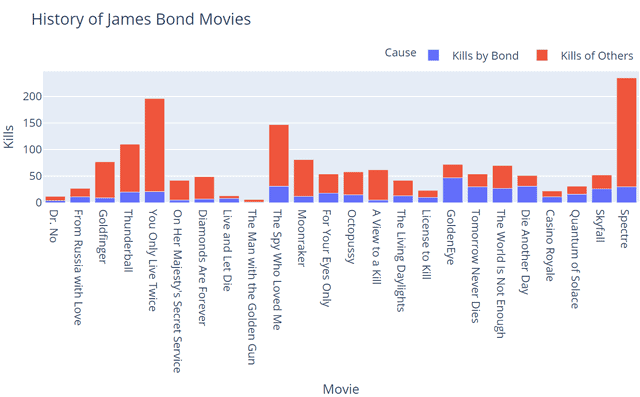 History of James Bond Movies
Cause
Kills by Bond
Kills of Others
Kills
200
150
100
50
0
Dr. No
From Russia with Love
Goldfinger
Thunderball
You Only Live Twice
On Her Majesty's Secret Service
Diamonds Are Forever
Live and Let Die
The Man with the Golden Gun
The Spy Who Loved Me
Moonraker
For Your Eyes Only
Octopussy
A View to a Kill
The Living Daylights
License to Kill
GoldenEye
Tomorrow Never Dies
The World Is Not Enough
Die Another Day
Casino Royale
Quantum of Solace
Skyfall
Spectre
Movie